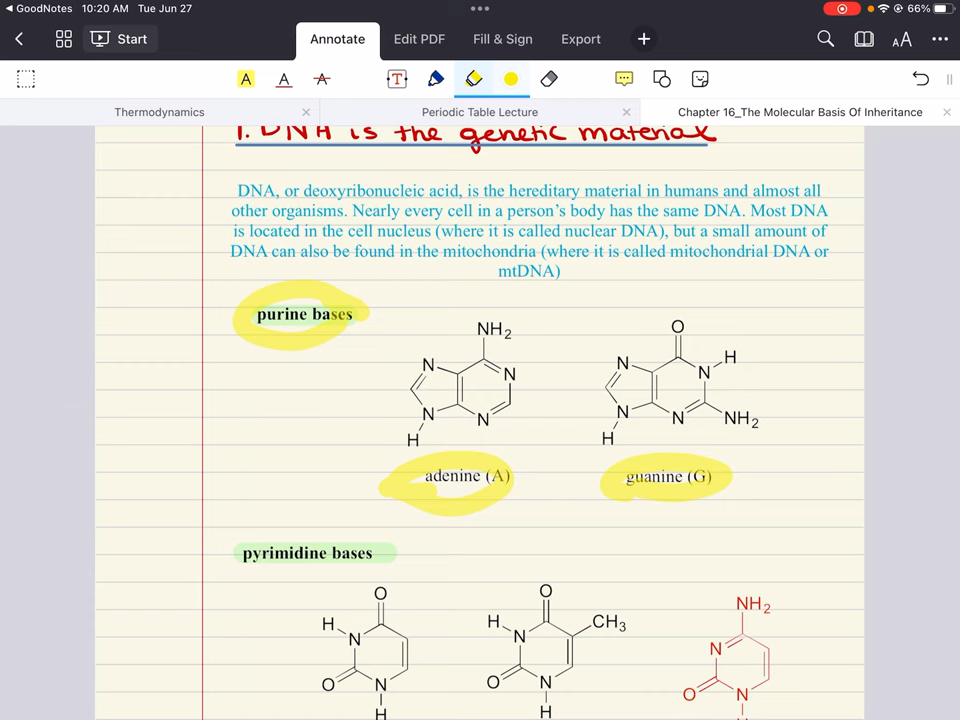 GoodNotes 10:20 AM Tue Jun 27 66%
Start Annotate Edit PDF Fill & Sign Export
A A A T
Thermodynamics Periodic Table Lecture Chapter 16_The Molecular Basis Of Inheritance
1. DNA is the genetic material
DNA, or deoxyribonucleic acid, is the hereditary material in humans and almost all
other organisms. Nearly every cell in a person’s body has the same DNA. Most DNA
is located in the cell nucleus (where it is called nuclear DNA), but a small amount of
DNA can also be found in the mitochondria (where it is called mitochondrial DNA or
mtDNA)
purine bases
NH2 N N N N H
O N H N N NH2 N H
adenine (A) guanine (G)
pyrimidine bases
O H N O N H
O H N CH3 O N H
NH2 N O N H